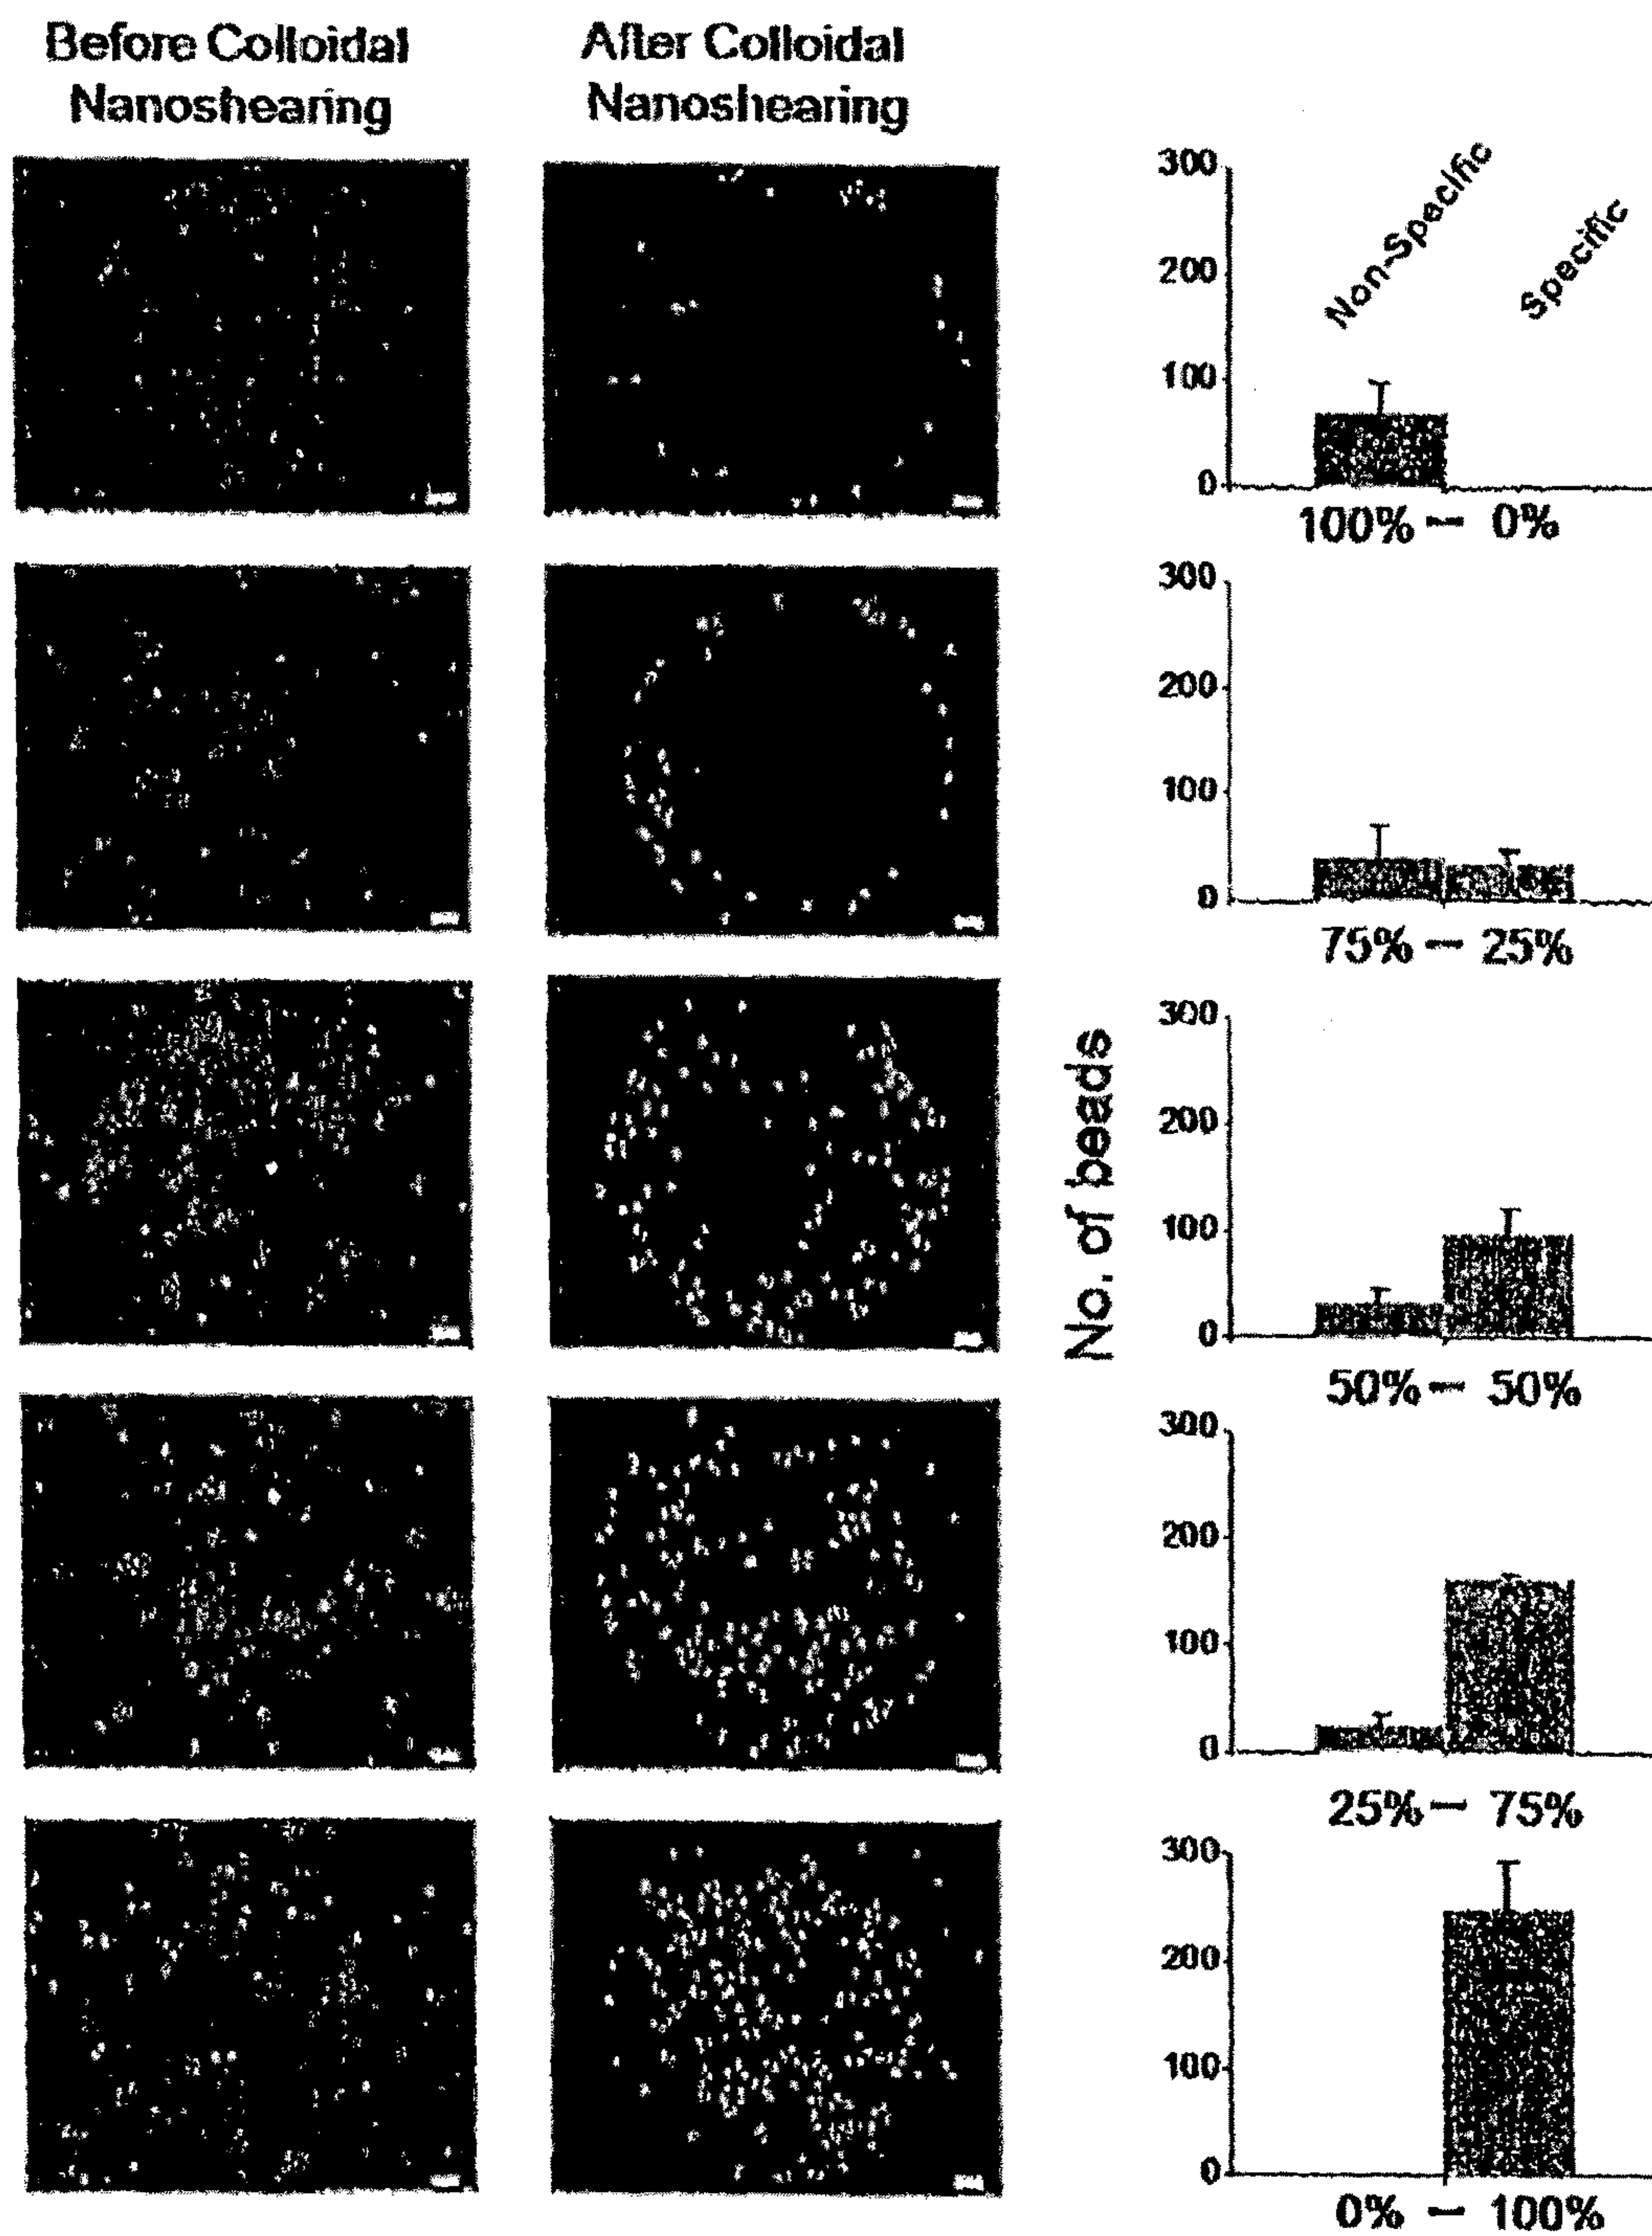 Before Colloidal
Nanoshearing
After Colloidal
Nanoshearing
300
200
100
0
Non-Specific
Specific
100% - 0%
300
200
100
0
75% - 25%
No. of beads
300
200
100
0
50% - 50%
300
200
100
0
25% - 75%
300
200
100
0
0% - 100%